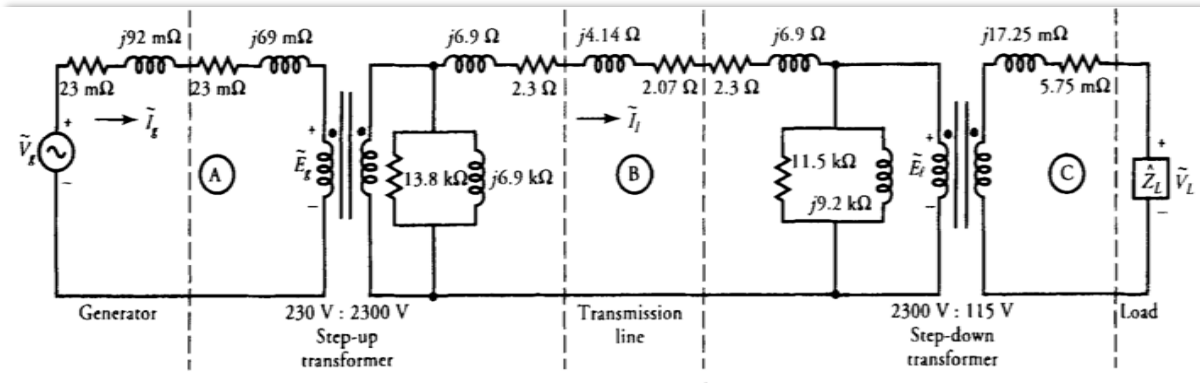 j92 mΩ j69 mΩ j6.9 Ω j4.14 Ω j6.9 Ω j17.25 mΩ
23 mΩ 23 mΩ 2.3 Ω 2.07 Ω 2.3 Ω 5.75 mΩ
+ Ĩg Ĩl
Ṽg A + Ẽg 13.8 kΩ j6.9 kΩ B 11.5 kΩ j9.2 kΩ + Ẽℓ C + ẐL ṼL
− − − −
Generator 230 V : 2300 V Transmission 2300 V : 115 V Load
Step-up line Step-down
transformer transformer